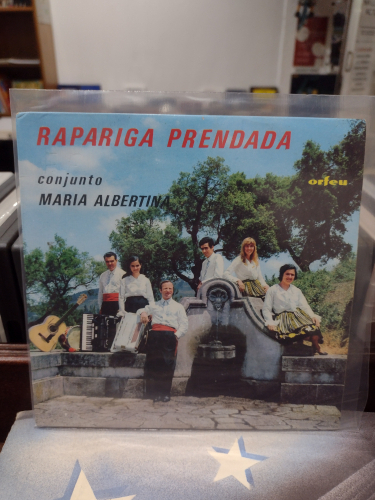 RAPARIGA PRENDADA
conjunto
MARIA ALBERTINA
orfeu